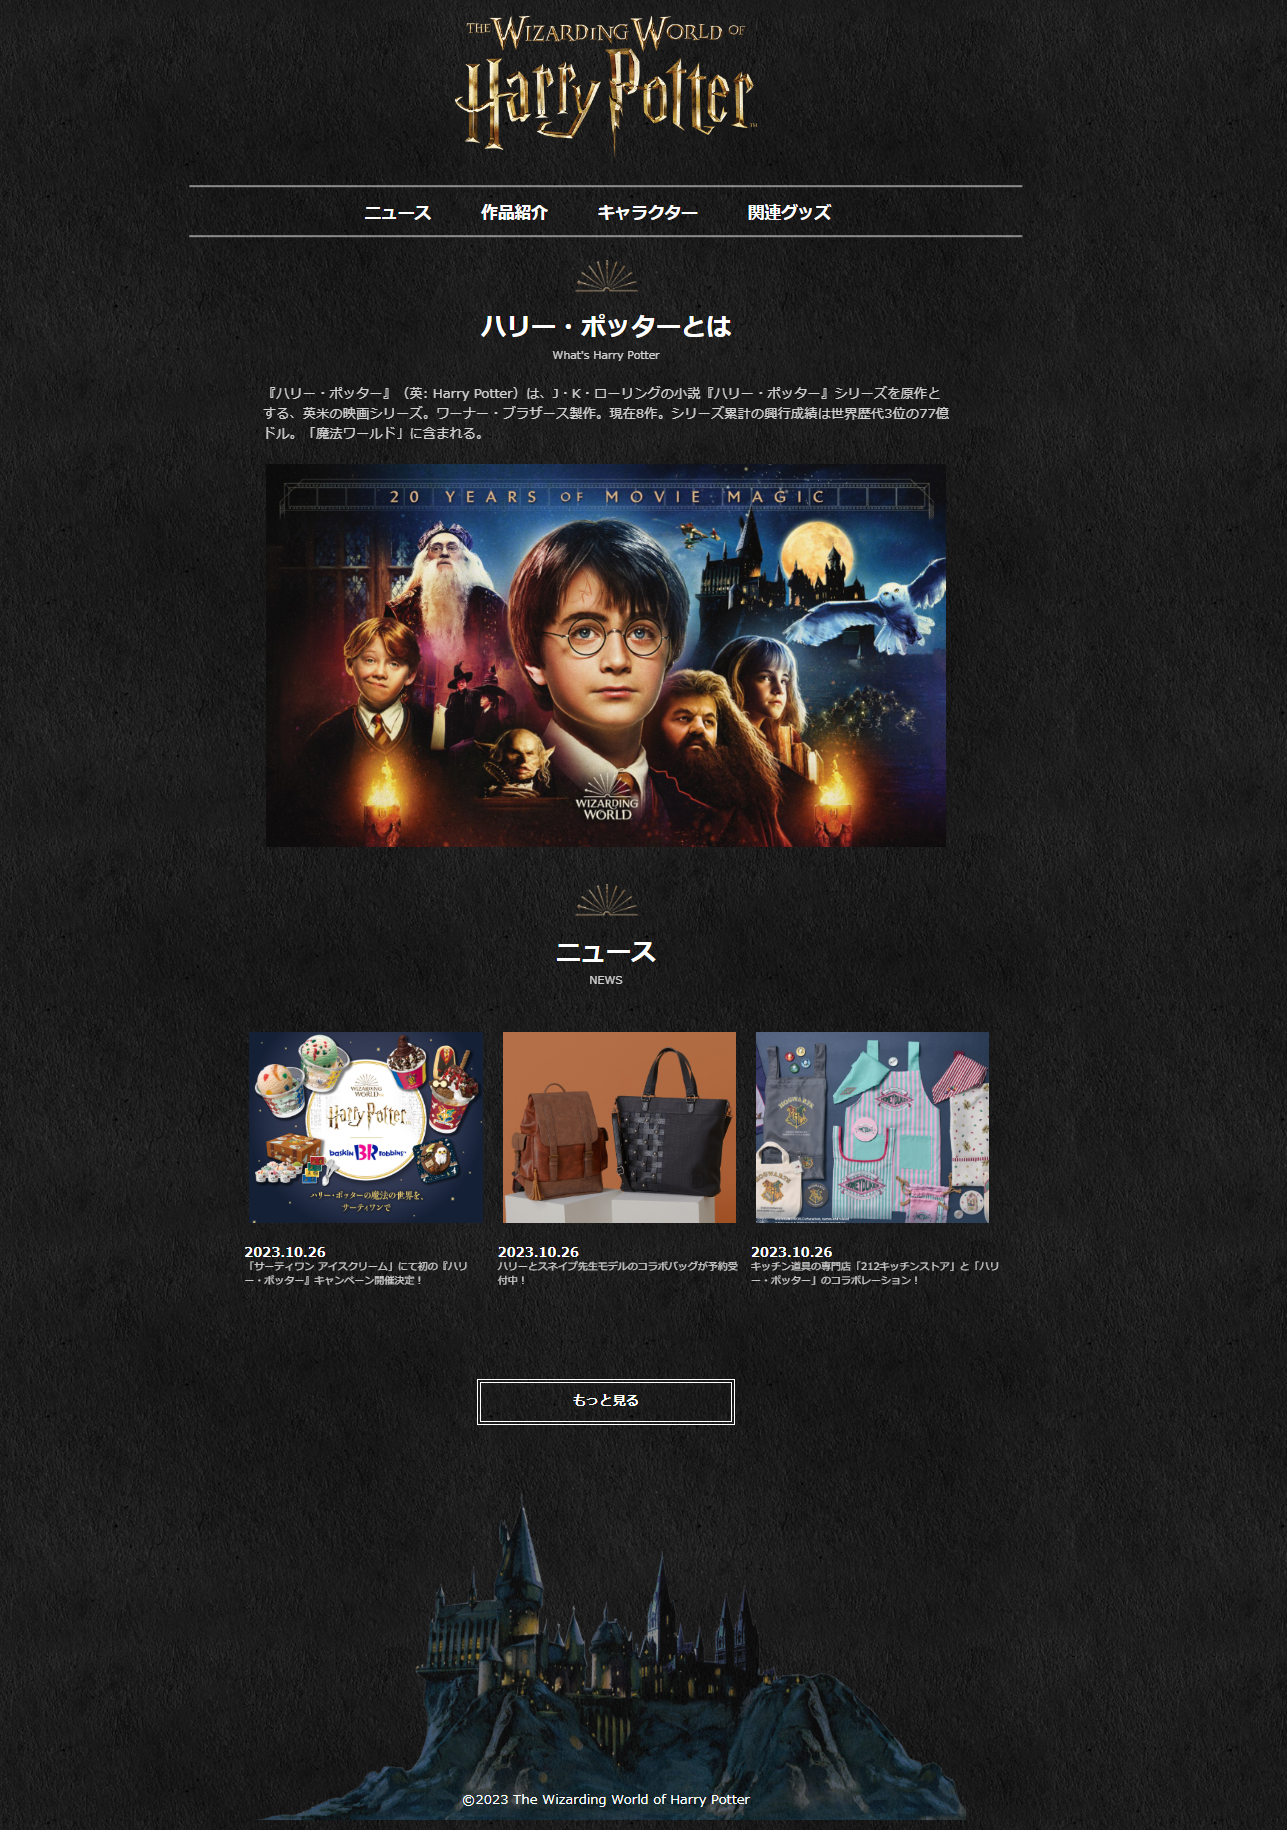 THE WIZARDING WORLD OF
Harry Potter
ニュース 作品紹介 キャラクター 関連グッズ
ハリー・ポッターとは
What's Harry Potter
『ハリー・ポッター』（英: Harry Potter）は、J・K・ローリングの小説『ハリー・ポッター』シリーズを原作と
する、英米の映画シリーズ。ワーナー・ブラザース製作。現在8作。シリーズ累計の興行成績は世界歴代3位の77億
ドル。「魔法ワールド」に含まれる。
20 YEARS OF MOVIE MAGIC
WIZARDING
WORLD
ニュース
NEWS
WIZARDING
WORLD
Harry Potter
baskin BR robbins
ハリー・ポッターの魔法の世界を、
サーティワンで
HOGWARTS
HOGWARTS
2023.10.26
「サーティワン アイスクリーム」にて初の『ハリ
ー・ポッター』キャンペーン開催決定！
2023.10.26
ハリーとスネイプ先生モデルのコラボバッグが予約受
付中！
2023.10.26
キッチン道具の専門店「212キッチンストア」と「ハリ
ー・ポッター」のコラボレーション！
もっと見る
©2023 The Wizarding World of Harry Potter